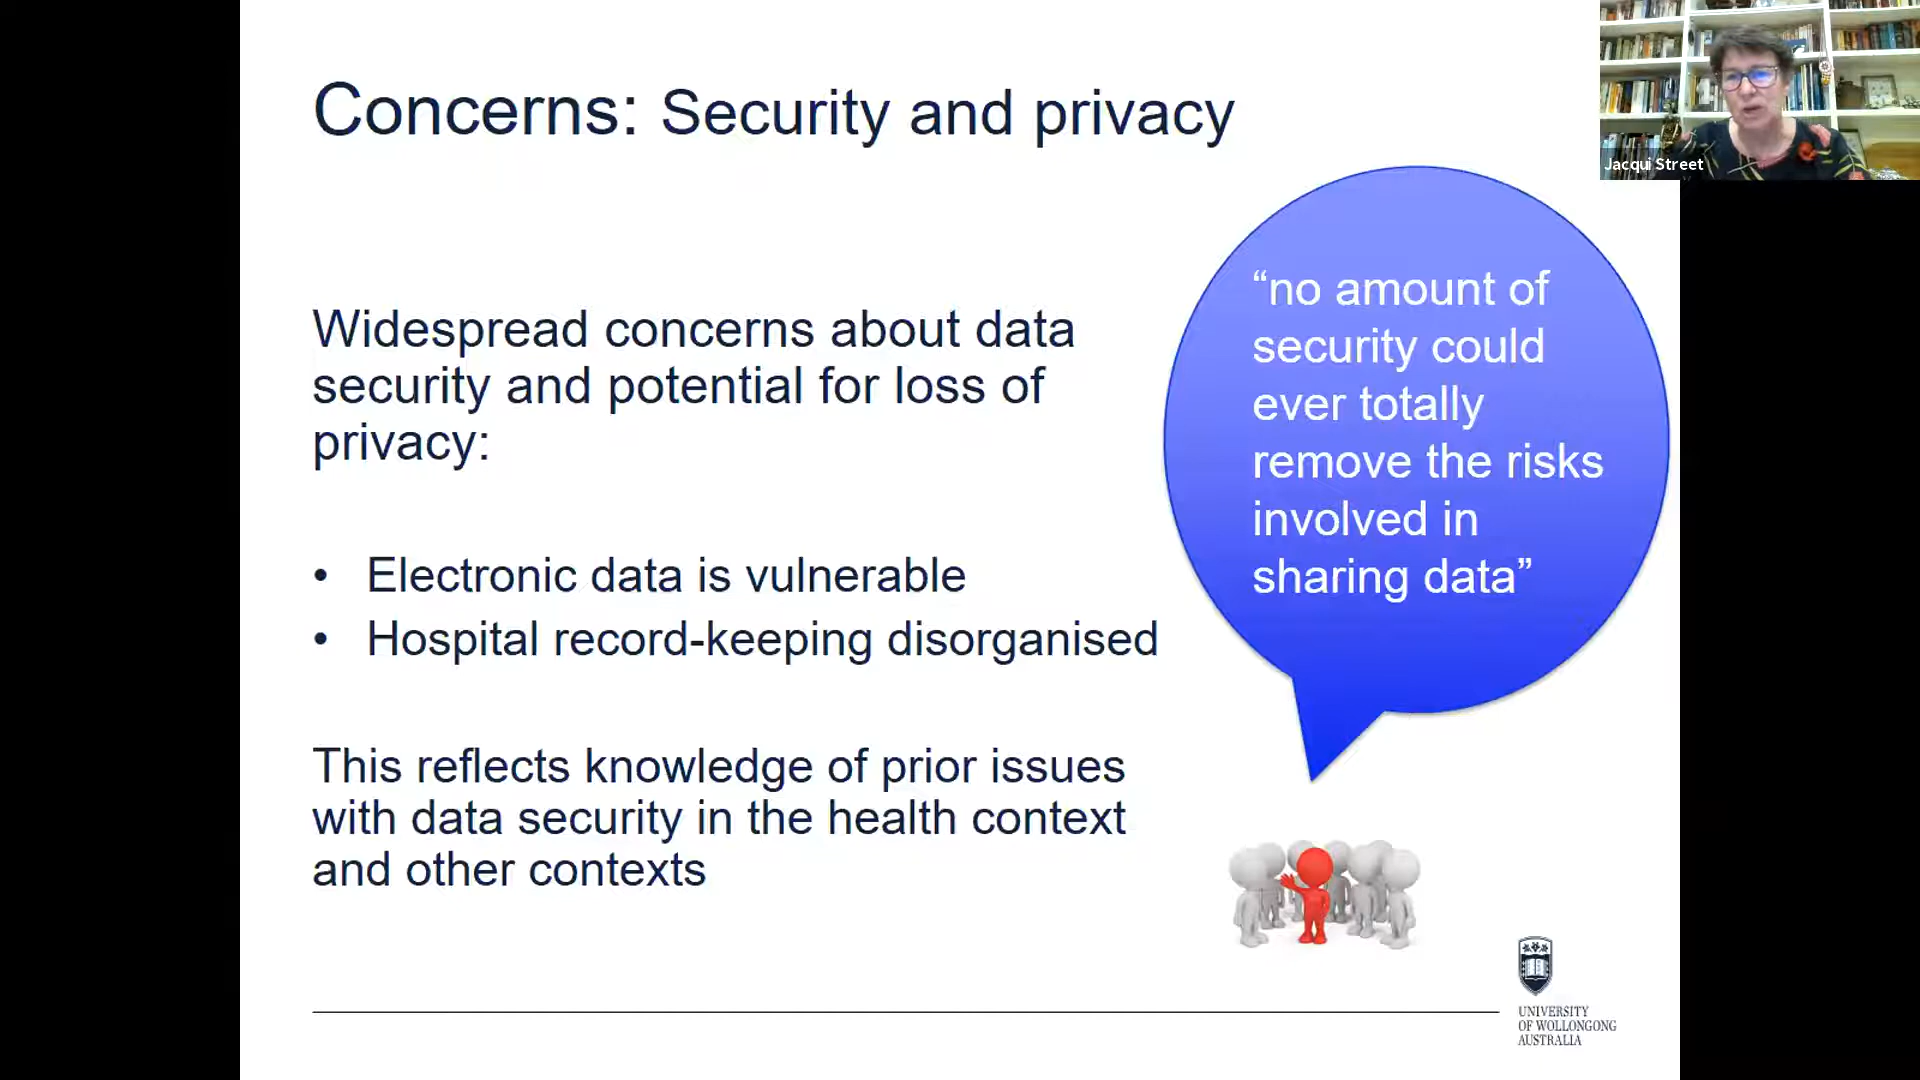 Concerns: Security and privacy
Jacqui Street
Widespread concerns about data
security and potential for loss of
privacy:
• Electronic data is vulnerable
• Hospital record-keeping disorganised
This reflects knowledge of prior issues
with data security in the health context
and other contexts
“no amount of
security could
ever totally
remove the risks
involved in
sharing data”
UNIVERSITY
OF WOLLONGONG
AUSTRALIA